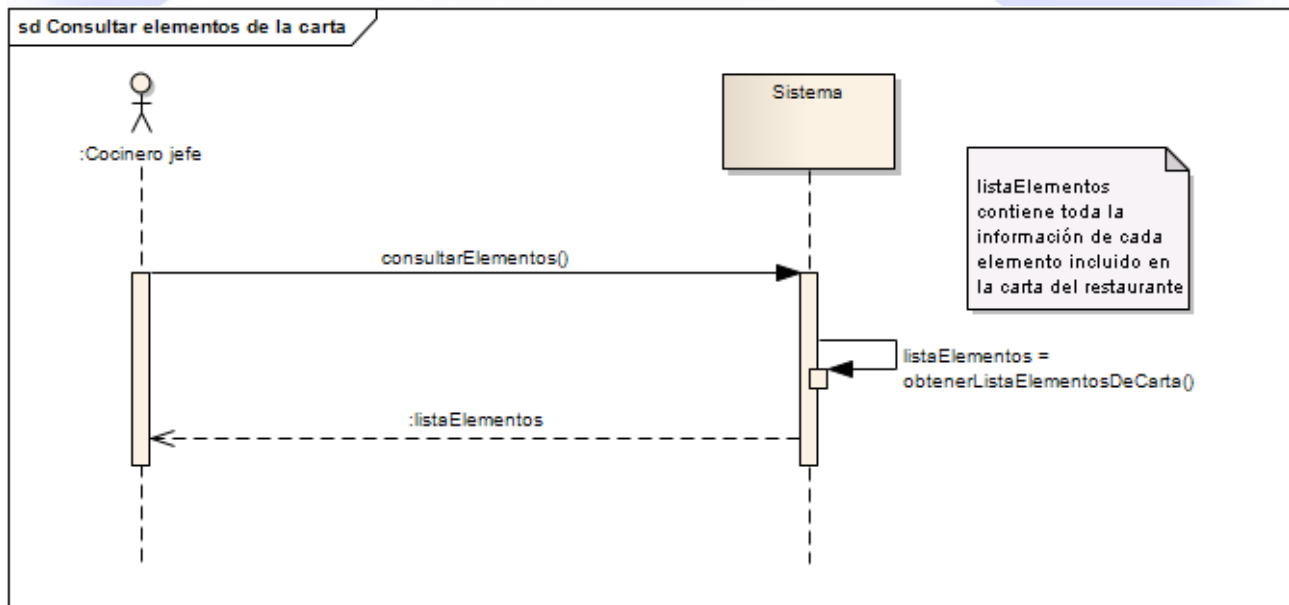 sd Consultar elementos de la carta
:Cocinero jefe
Sistema
listaElementos
contiene toda la
información de cada
elemento incluido en
la carta del restaurante
consultarElementos()
listaElementos =
obtenerListaElementosDeCarta()
:listaElementos